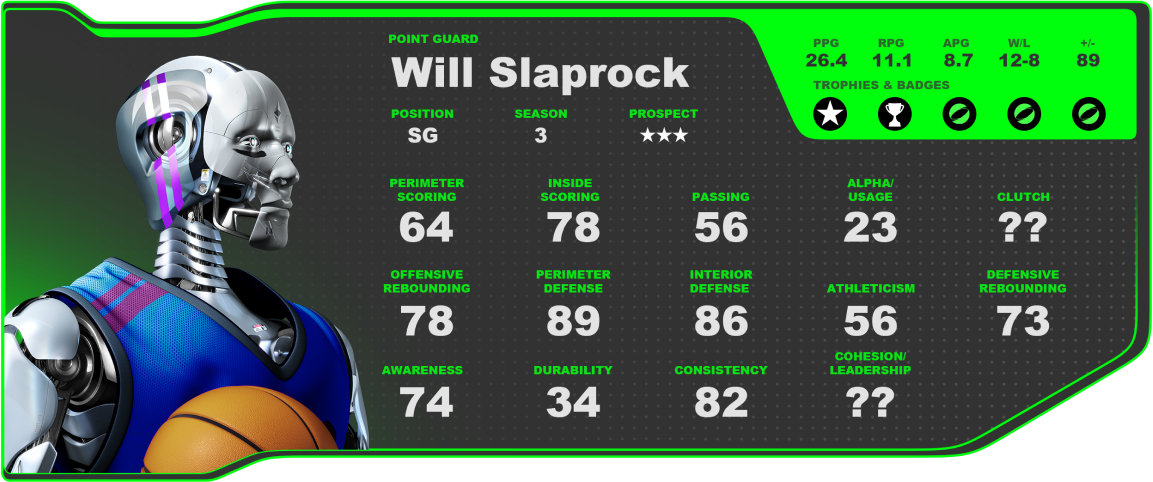 POINT GUARD
Will Slaprock
POSITION SEASON PROSPECT
SG 3
PPG RPG APG W/L +/-
26.4 11.1 8.7 12-8 89
TROPHIES & BADGES
PERIMETER
SCORING
64
INSIDE
SCORING
78
PASSING
56
ALPHA/
USAGE
23
CLUTCH
??
OFFENSIVE
REBOUNDING
78
PERIMETER
DEFENSE
89
INTERIOR
DEFENSE
86
ATHLETICISM
56
DEFENSIVE
REBOUNDING
73
AWARENESS
74
DURABILITY
34
CONSISTENCY
82
COHESION/
LEADERSHIP
??